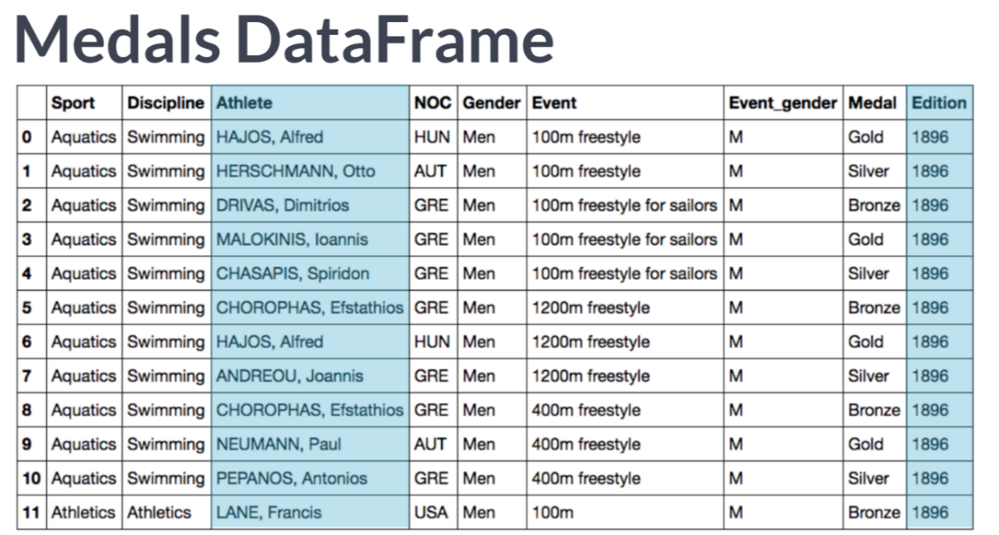 Medals DataFrame
Sport Discipline Athlete NOC Gender Event Event_gender Medal Edition
0 Aquatics Swimming HAJOS, Alfred HUN Men 100m freestyle M Gold 1896
1 Aquatics Swimming HERSCHMANN, Otto AUT Men 100m freestyle M Silver 1896
2 Aquatics Swimming DRIVAS, Dimitrios GRE Men 100m freestyle for sailors M Bronze 1896
3 Aquatics Swimming MALOKINIS, Ioannis GRE Men 100m freestyle for sailors M Gold 1896
4 Aquatics Swimming CHASAPIS, Spiridon GRE Men 100m freestyle for sailors M Silver 1896
5 Aquatics Swimming CHOROPHAS, Efstathios GRE Men 1200m freestyle M Bronze 1896
6 Aquatics Swimming HAJOS, Alfred HUN Men 1200m freestyle M Gold 1896
7 Aquatics Swimming ANDREOU, Joannis GRE Men 1200m freestyle M Silver 1896
8 Aquatics Swimming CHOROPHAS, Efstathios GRE Men 400m freestyle M Bronze 1896
9 Aquatics Swimming NEUMANN, Paul AUT Men 400m freestyle M Gold 1896
10 Aquatics Swimming PEPANOS, Antonios GRE Men 400m freestyle M Silver 1896
11 Athletics Athletics LANE, Francis USA Men 100m M Bronze 1896